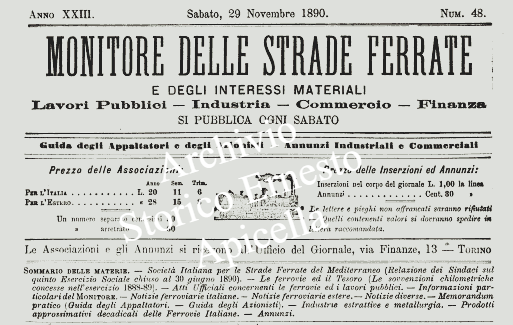 ANNO XXIII. Sabato, 29 Novembre 1890. NUM. 48.
MONITORE DELLE STRADE FERRATE
E DEGLI INTERESSI MATERIALI
Lavori Pubblici — Industria — Commercio — Finanza
SI PUBBLICA OGNI SABATO
Guida degli Appaltatori e degli Azionisti — Annunzi Industriali e Commerciali
Prezzo delle Associazioni:
ANNO SEM. TRIM.
PER L'ITALIA . . . . . . . . . L. 20 11 6
PER L'ESTERO. . . . . . . . . » 28 15
Un numero separato
» arretrato
Prezzo delle Inserzioni ed Annunzi:
Inserzioni nel corpo del giornale L. 1,00 la linea
Annunzi . . . . . . . . . Cent. 80 »
Le lettere e pieghi non affrancati saranno rifiutati
Quelli contenenti valori si dovranno spedire in
raccomandata.
Archivio
Storico Ernesto
Apicella
Le Associazioni e gli Annunzi si ricevono all'Officio del Giornale, via Finanze, 13 — TORINO
SOMMARIO DELLE MATERIE. — Società Italiana per le Strade Ferrate del Mediterraneo (Relazione dei Sindaci sul
quinto Esercizio Sociale chiuso al 30 giugno 1890). — Le ferrovie ed il Tesoro [Le sovvenzioni chilometriche
concesse nell'esercizio 1888-89]. — Atti Ufficiali concernenti le ferrovie ed i lavori pubblici. — Informazioni par-
ticolari del MONITORE. — Notizie ferroviarie italiane. — Notizie ferroviarie estere.— Notizie diverse. — Memorandum
pratico (Guida degli Appaltatori. — Guida degli Azionisti). — Industrie estrattive e metallurgia. — Prodotti
approssimativi decadicali delle Ferrovie Italiane. — Annunzi.